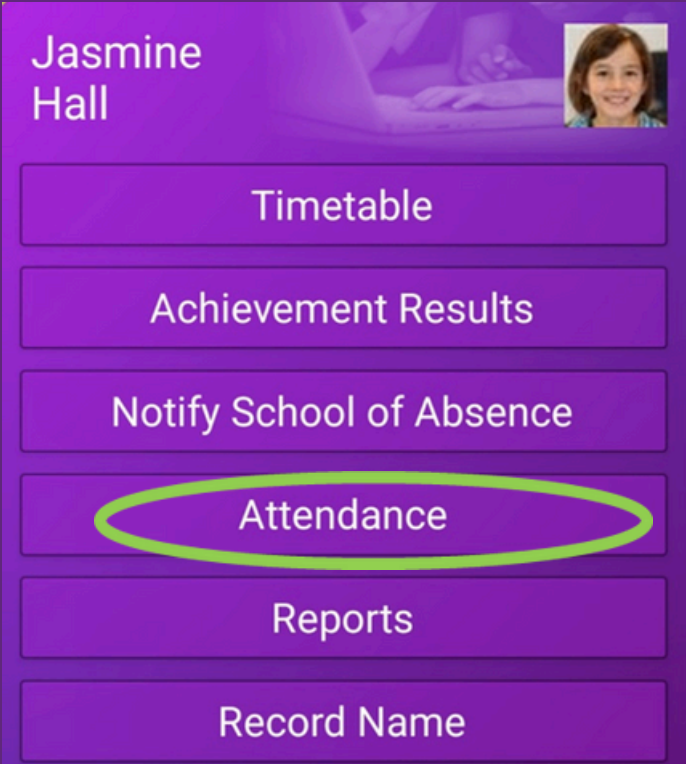 Jasmine
Hall
Timetable
Achievement Results
Notify School of Absence
Attendance
Reports
Record Name